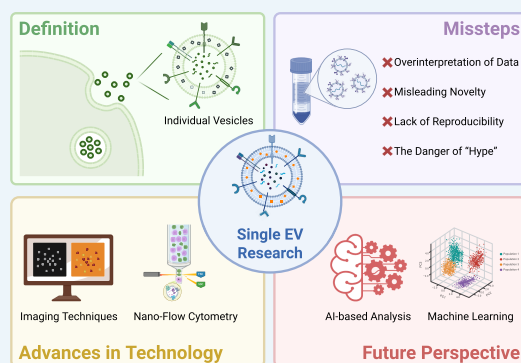 Definition
Individual Vesicles
Missteps
Overinterpretation of Data
Misleading Novelty
Lack of Reproducibility
The Danger of “Hype”
Single EV
Research
Imaging Techniques
Nano-Flow Cytometry
Advances in Technology
AI-based Analysis
Machine Learning
Future Perspective